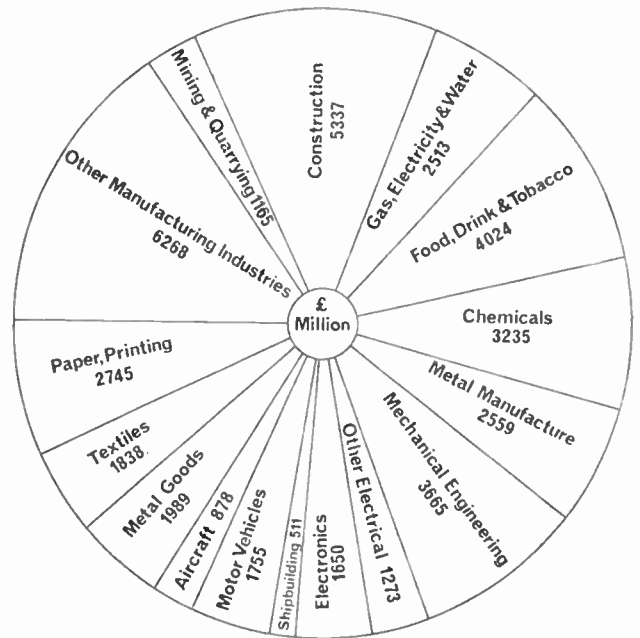 Construction
5337
Gas, Electricity & Water
2513
Food, Drink & Tobacco
4024
Chemicals
3235
Metal Manufacture
2559
Mechanical Engineering
3665
Other Electrical 1273
Electronics
1650
Shipbuilding 511
Motor Vehicles
1755
Aircraft 878
Metal Goods
1989
Textiles
1838
Paper, Printing
2745
Other Manufacturing Industries
6268
Mining & Quarrying 1165
£
Million